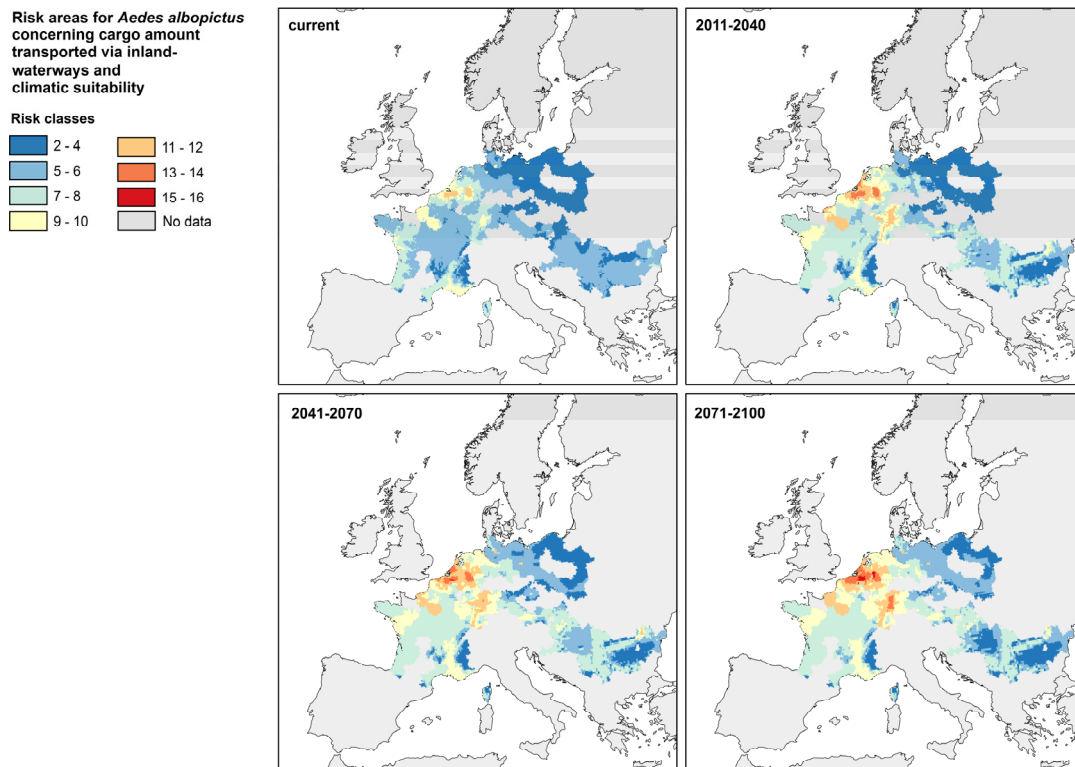 Risk areas for Aedes albopictus
concerning cargo amount
transported via inland-
waterways and
climatic suitability
Risk classes
2 - 4
5 - 6
7 - 8
9 - 10
11 - 12
13 - 14
15 - 16
No data
current
2011-2040
2041-2070
2071-2100